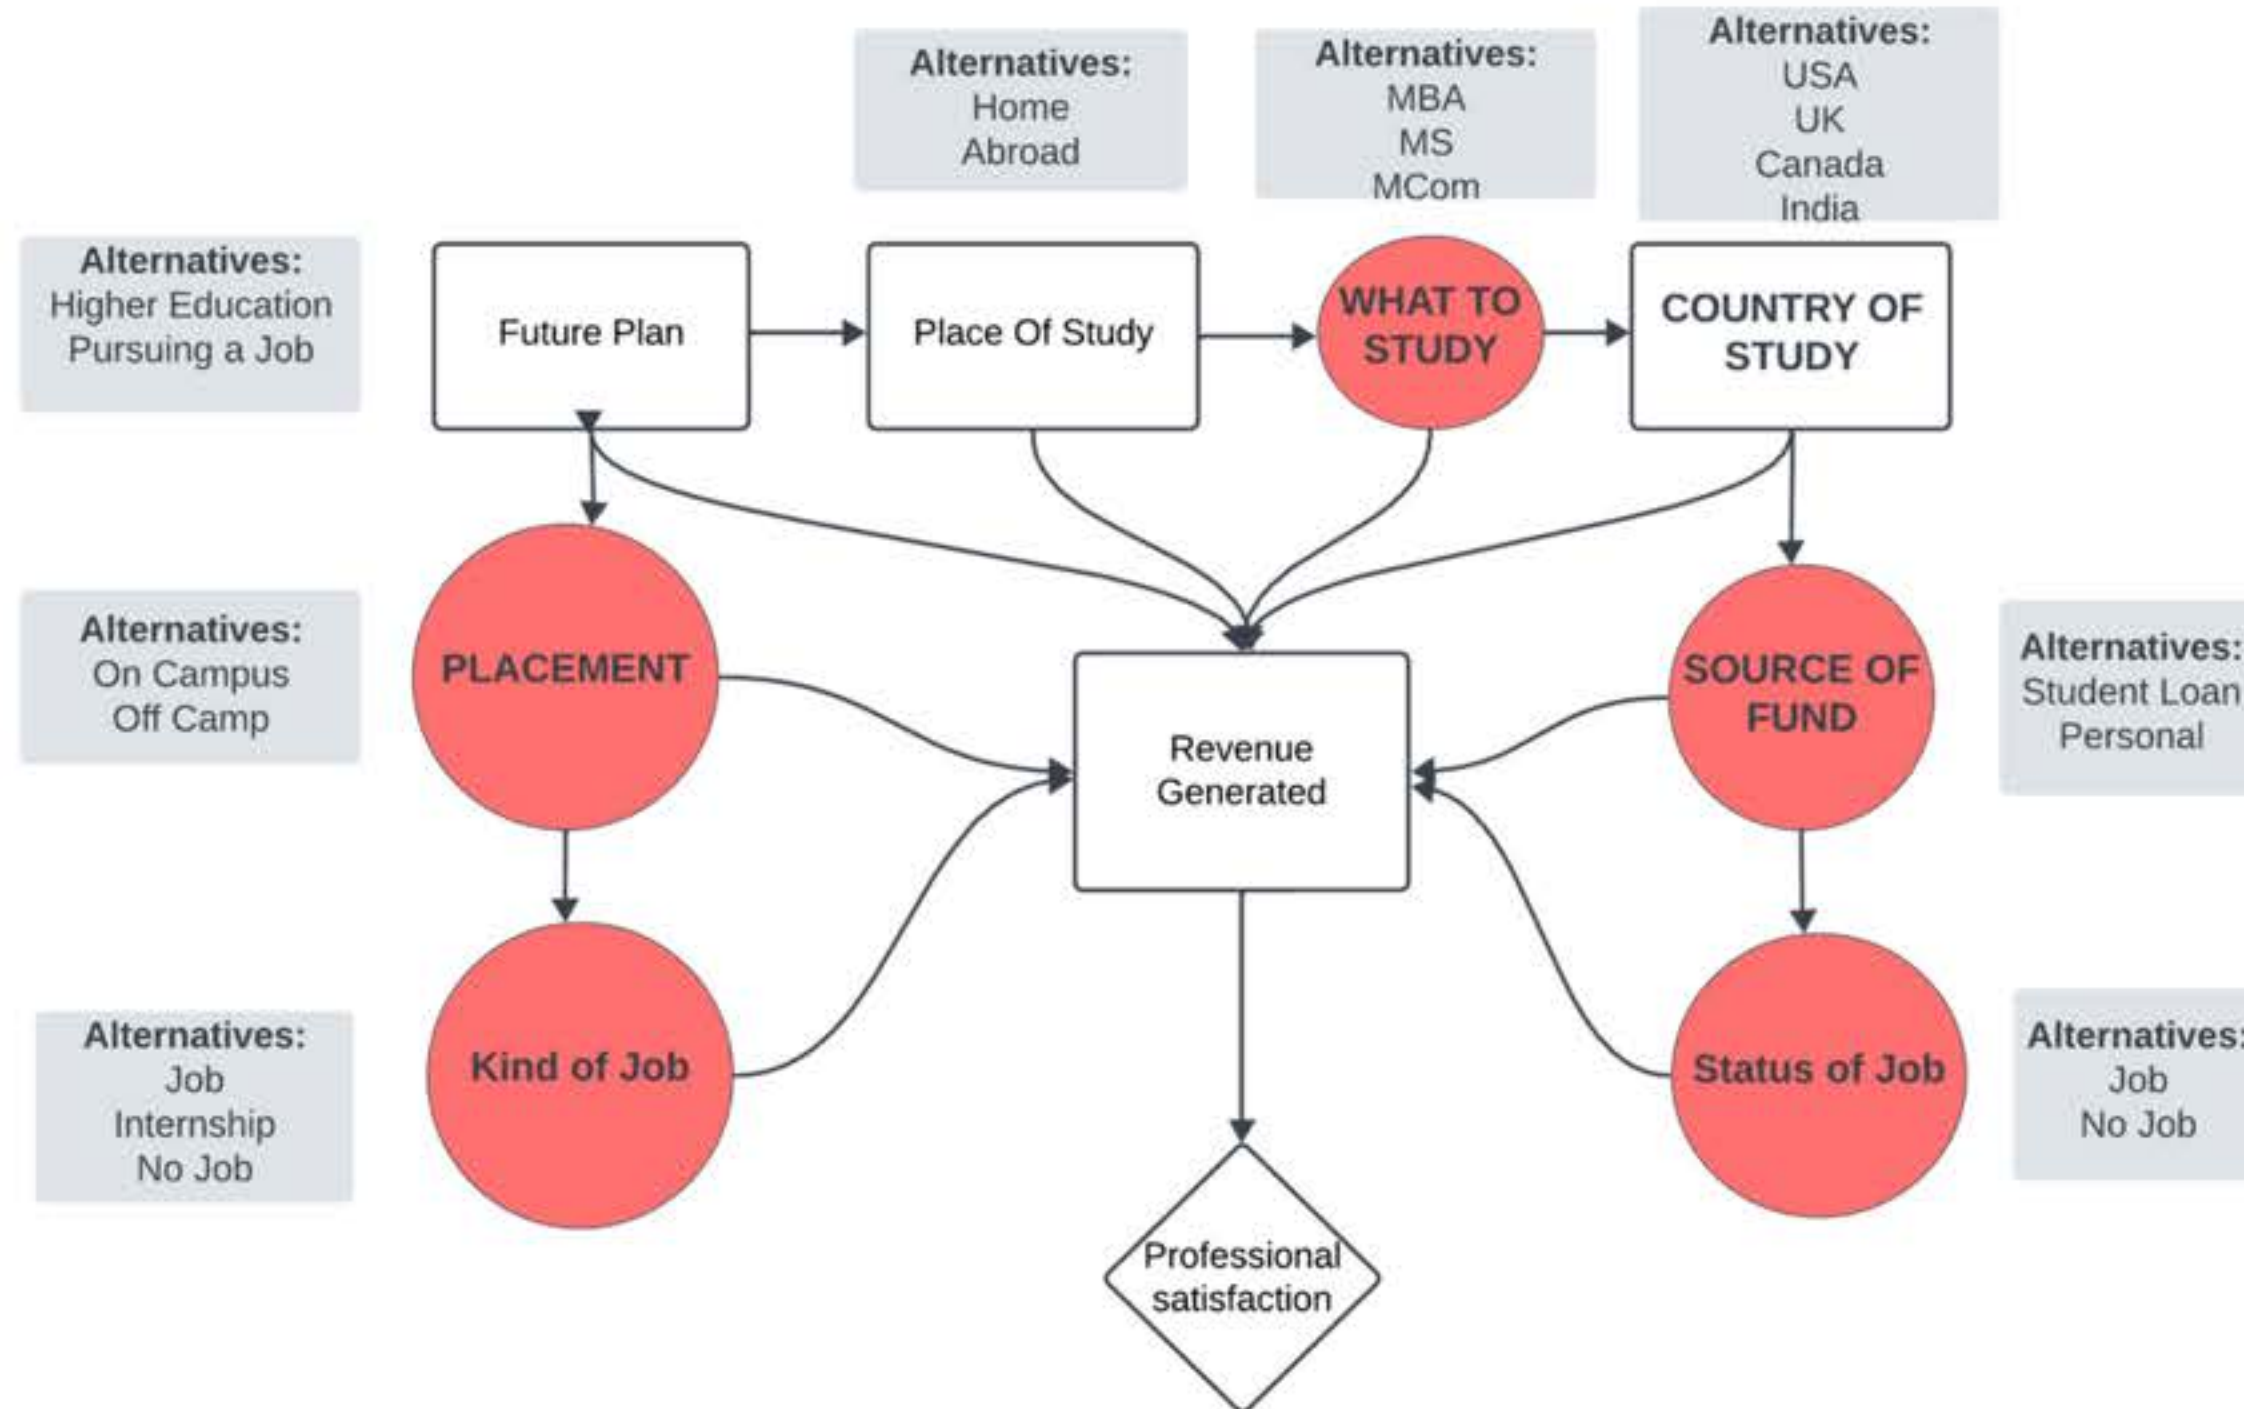 Alternatives:
Home
Abroad
Alternatives:
MBA
MS
MCom
Alternatives:
USA
UK
Canada
India
Alternatives:
Higher Education
Pursuing a Job
Future Plan
Place Of Study
WHAT TO
STUDY
COUNTRY OF
STUDY
Alternatives:
On Campus
Off Camp
PLACEMENT
Revenue
Generated
SOURCE OF
FUND
Alternatives:
Student Loan
Personal
Alternatives:
Job
Internship
No Job
Kind of Job
Status of Job
Alternatives:
Job
No Job
Professional
satisfaction